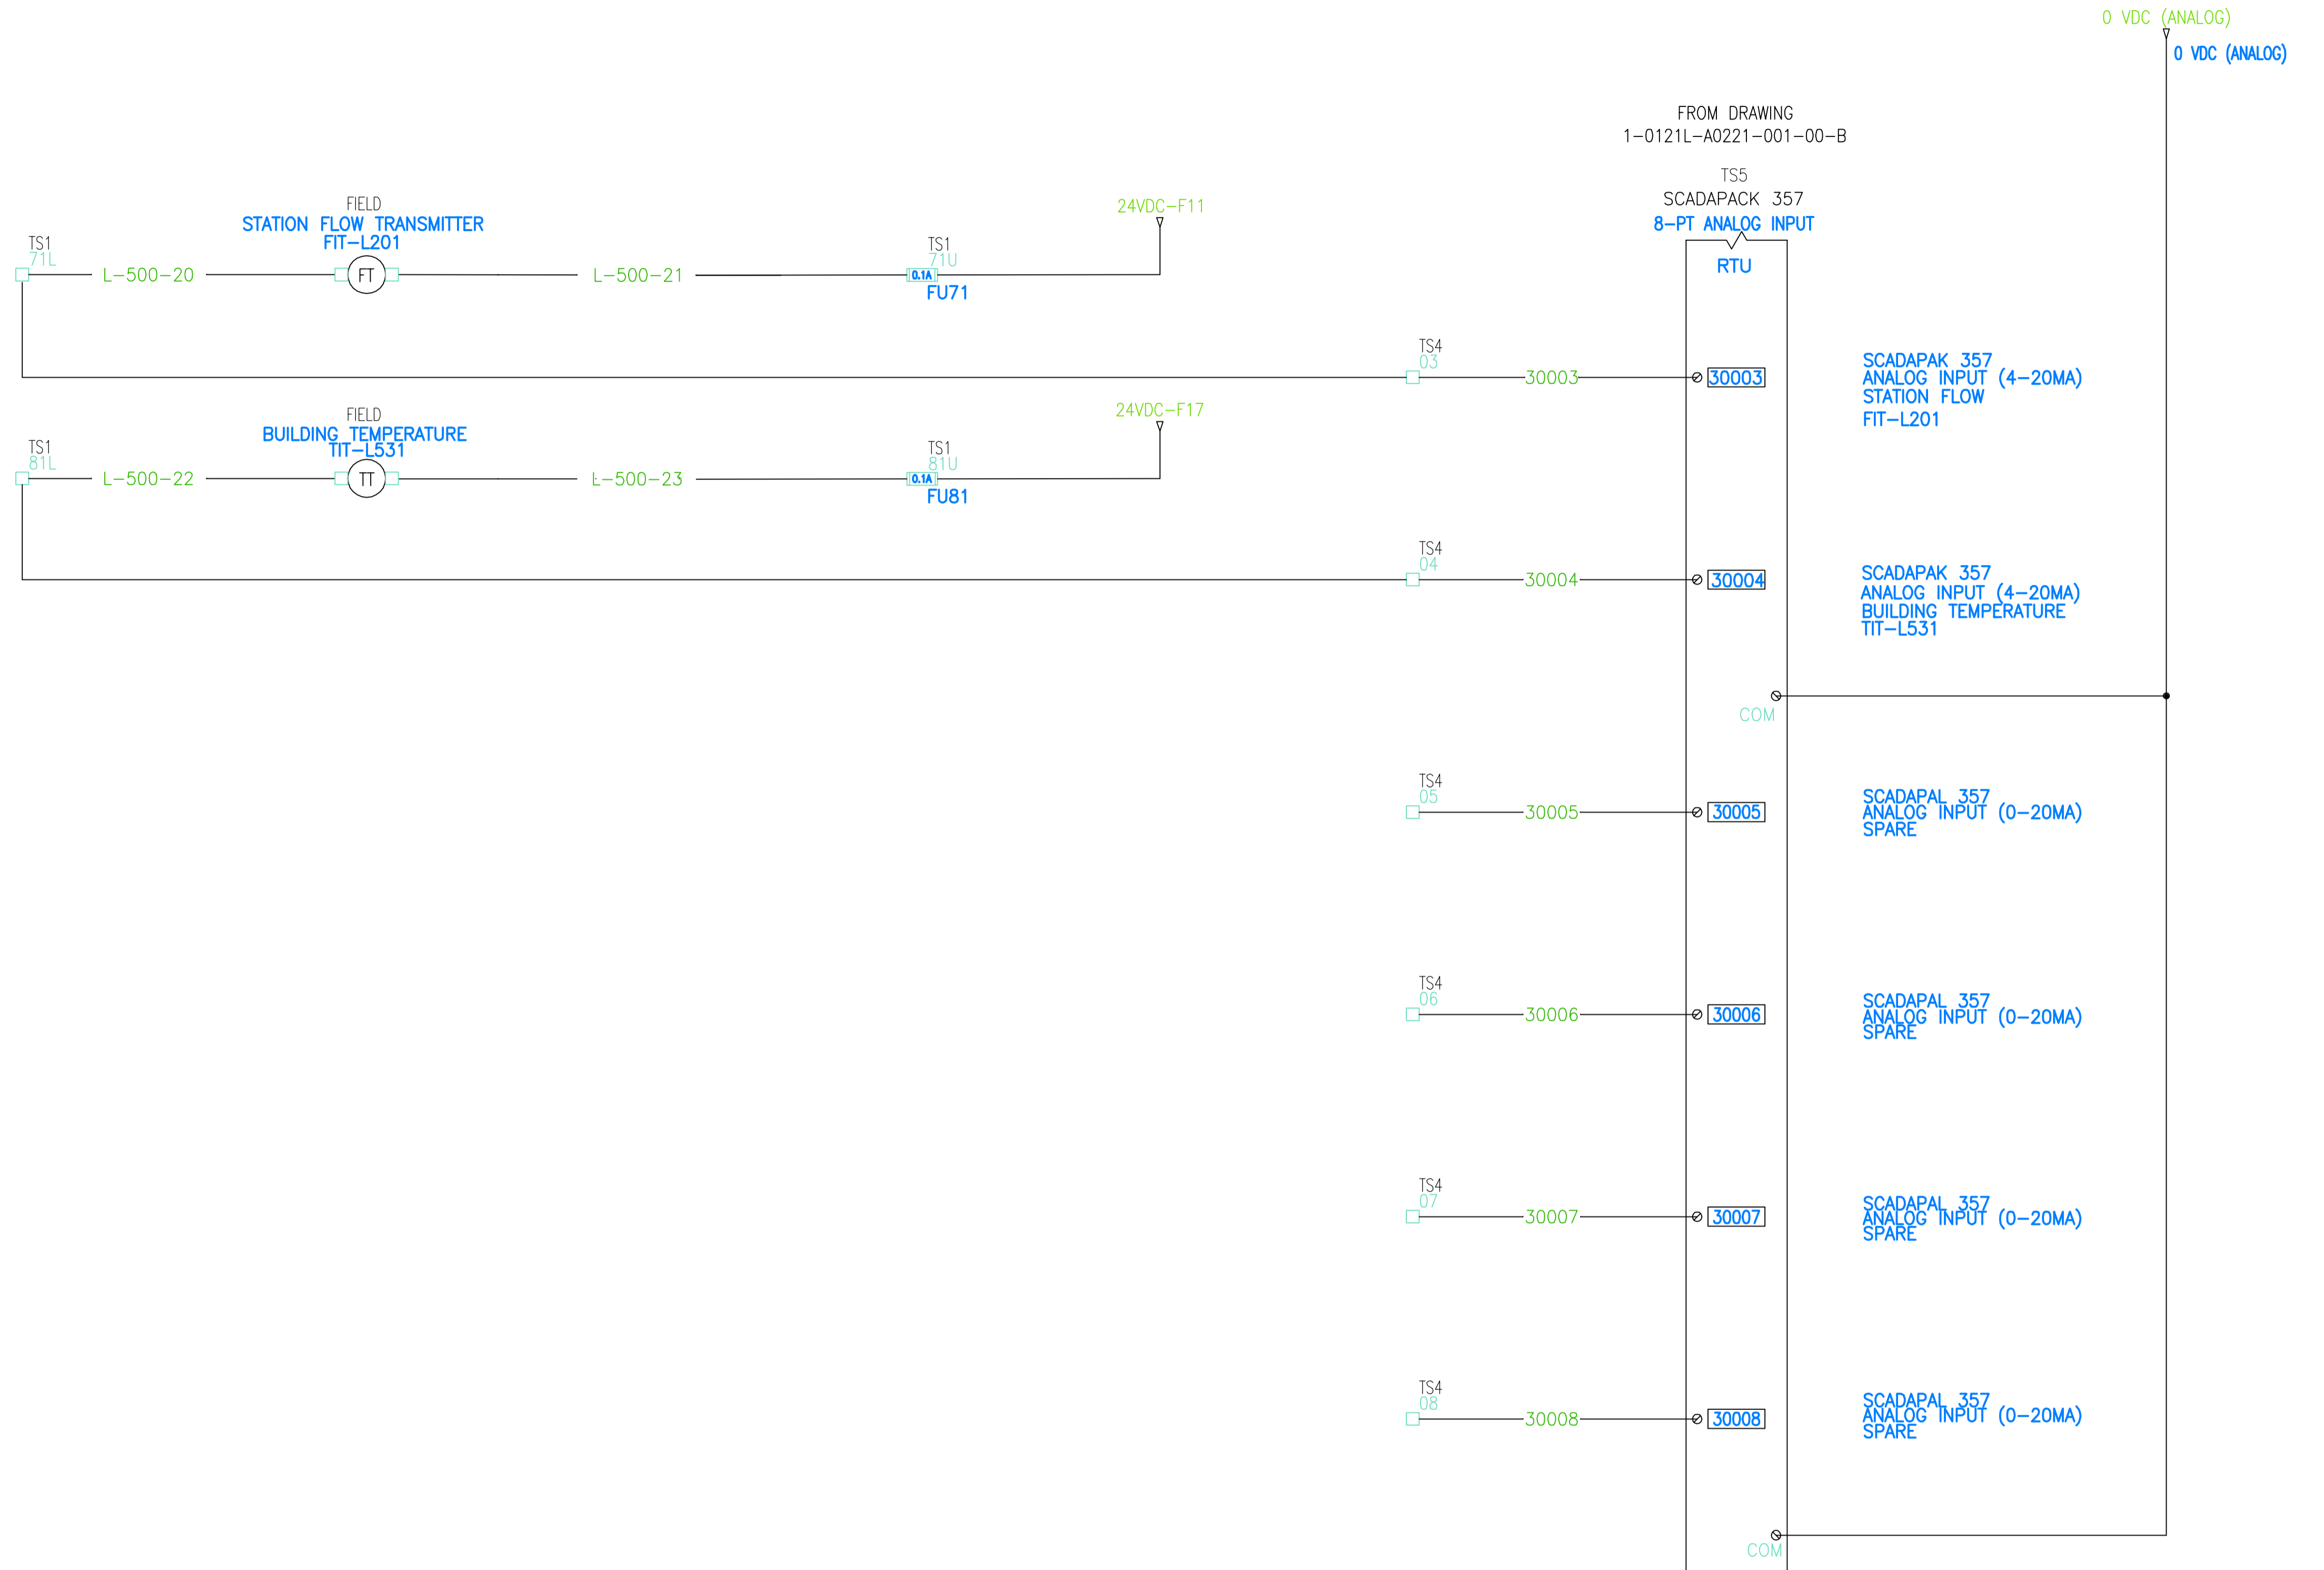 0 VDC (ANALOG)
0 VDC (ANALOG)
FROM DRAWING
1-0121L-A0221-001-00-B
TS5
SCADAPACK 357
8-PT ANALOG INPUT
RTU
FIELD
STATION FLOW TRANSMITTER
FIT-L201
24VDC-F11
TS1
71L
L-500-20
FT
L-500-21
TS1
71U
0.1A
FU71
TS4
03
30003
30003
SCADAPAK 357
ANALOG INPUT (4-20MA)
STATION FLOW
FIT-L201
FIELD
BUILDING TEMPERATURE
TIT-L531
24VDC-F17
TS1
81L
L-500-22
TT
L-500-23
TS1
81U
0.1A
FU81
TS4
04
30004
30004
SCADAPAK 357
ANALOG INPUT (4-20MA)
BUILDING TEMPERATURE
TIT-L531
COM
TS4
05
30005
30005
SCADAPAL 357
ANALOG INPUT (0-20MA)
SPARE
TS4
06
30006
30006
SCADAPAL 357
ANALOG INPUT (0-20MA)
SPARE
TS4
07
30007
30007
SCADAPAL 357
ANALOG INPUT (0-20MA)
SPARE
TS4
08
30008
30008
SCADAPAL 357
ANALOG INPUT (0-20MA)
SPARE
COM